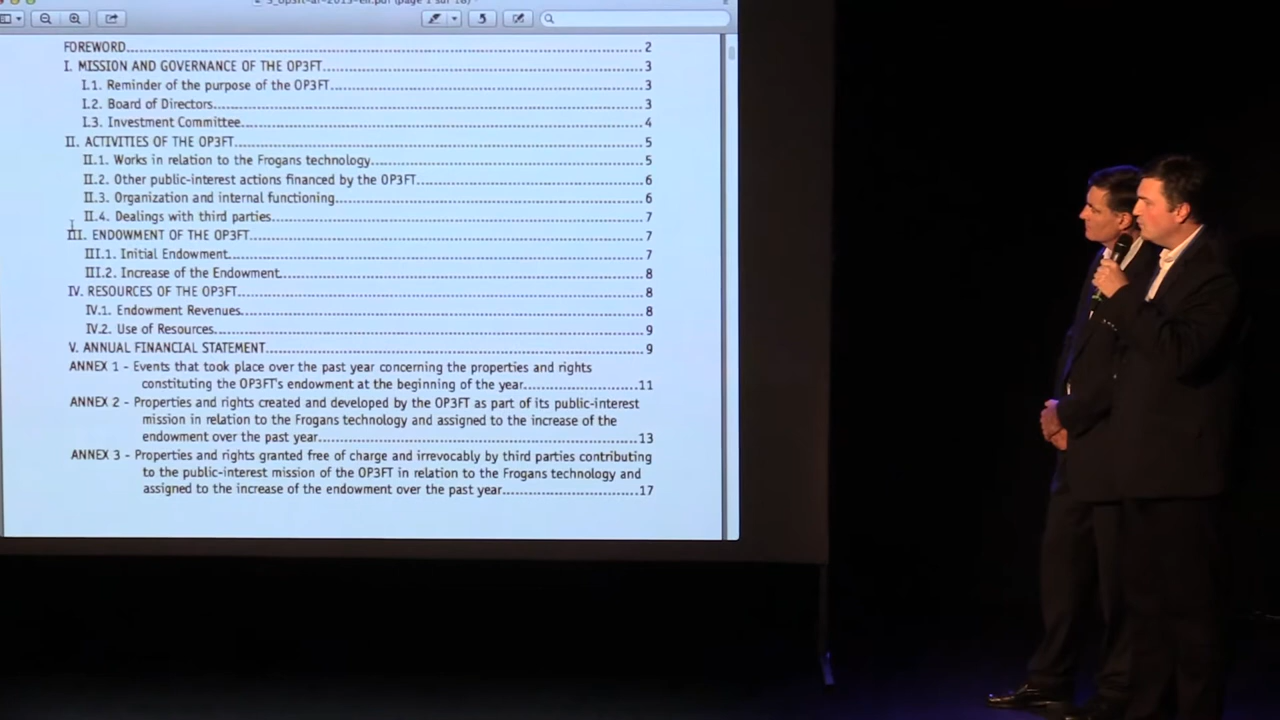 FOREWORD 2
I. MISSION AND GOVERNANCE OF THE OP3FT 3
I.1. Reminder of the purpose of the OP3FT 3
I.2. Board of Directors 3
I.3. Investment Committee 4
II. ACTIVITIES OF THE OP3FT 5
II.1. Works in relation to the Frogans technology 5
II.2. Other public-interest actions financed by the OP3FT 6
II.3. Organization and internal functioning 6
II.4. Dealings with third parties 7
III. ENDOWMENT OF THE OP3FT 7
III.1. Initial Endowment 7
III.2. Increase of the Endowment 8
IV. RESOURCES OF THE OP3FT 8
IV.1. Endowment Revenues 8
IV.2. Use of Resources 9
V. ANNUAL FINANCIAL STATEMENT 9
ANNEX 1 - Events that took place over the past year concerning the properties and rights
constituting the OP3FT's endowment at the beginning of the year 11
ANNEX 2 - Properties and rights created and developed by the OP3FT as part of its public-interest
mission in relation to the Frogans technology and assigned to the increase of the
endowment over the past year 13
ANNEX 3 - Properties and rights granted free of charge and irrevocably by third parties contributing
to the public-interest mission of the OP3FT in relation to the Frogans technology and
assigned to the increase of the endowment over the past year 17